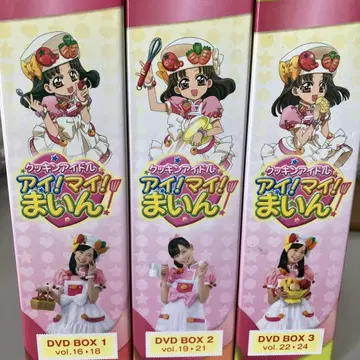 クッキンアイドル
アイ!マイ!
まいん!
DVD BOX 1
vol.16・18
クッキンアイドル
アイ!マイ!
まいん!
DVD BOX 2
vol.19・21
クッキンアイドル
アイ!マイ!
まいん!
DVD BOX 3
vol.22・24